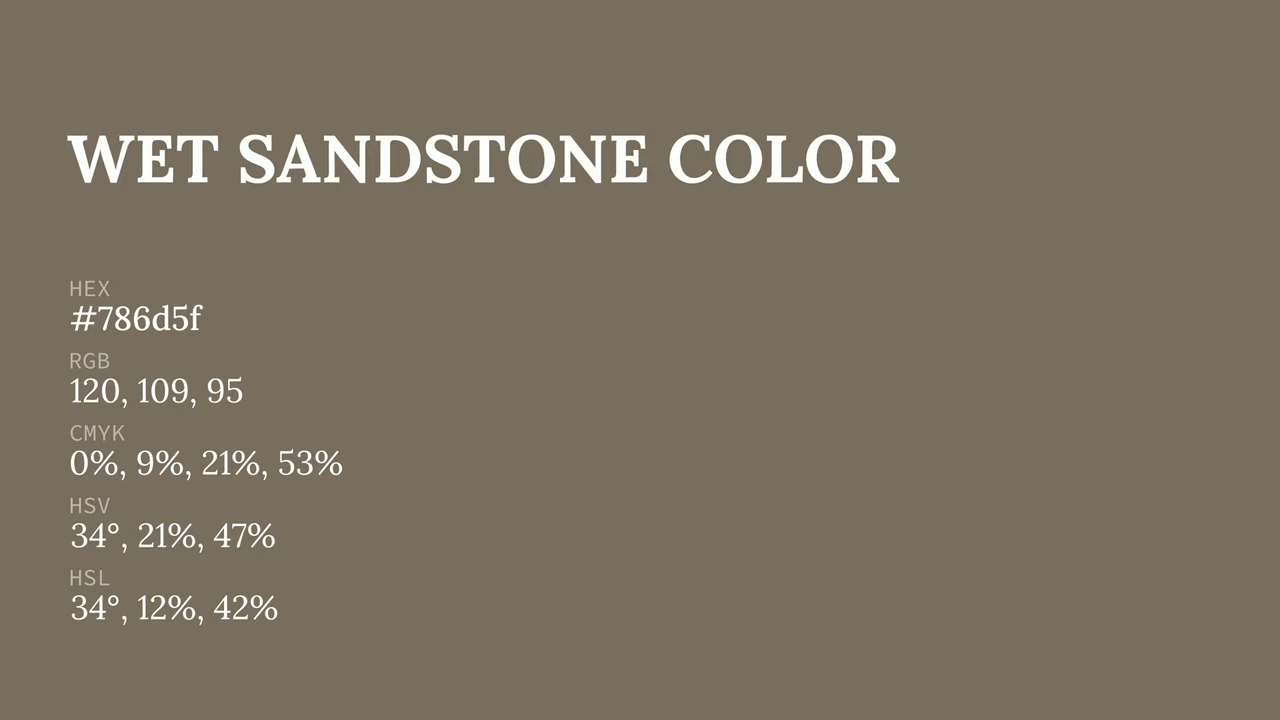 WET SANDSTONE COLOR
HEX
#786d5f
RGB
120, 109, 95
CMYK
0%, 9%, 21%, 53%
HSV
34°, 21%, 47%
HSL
34°, 12%, 42%